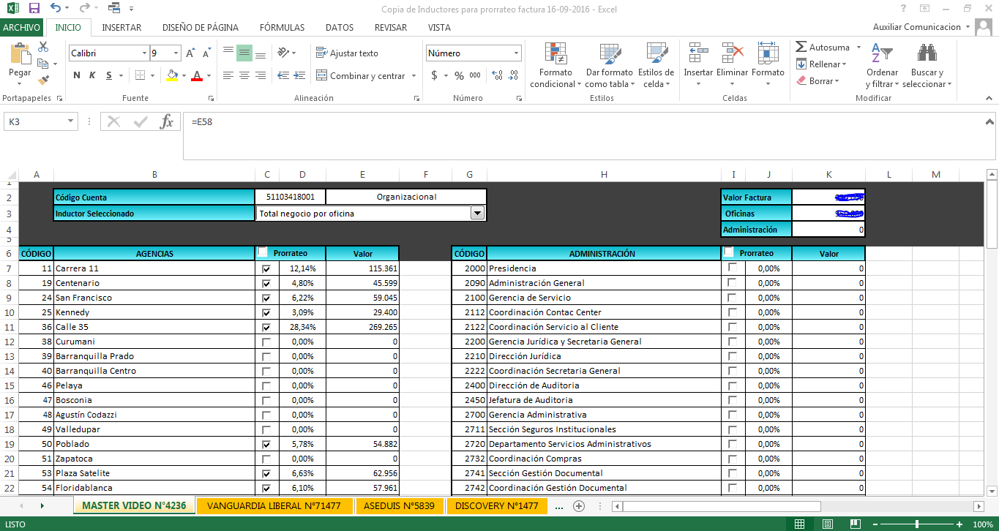 Copia de Inductores para prorrateo factura 16-09-2016 - Excel
ARCHIVO INICIO INSERTAR DISEÑO DE PÁGINA FÓRMULAS DATOS REVISAR VISTA Auxiliar Comunicacion
Calibri 9 Ajustar texto Número Autosuma
Pegar N K S Combinar y centrar $ % 000 Formato condicional Dar formato como tabla Estilos de celda Insertar Eliminar Formato Rellenar Borrar Ordenar y filtrar Buscar y seleccionar
Portapapeles Fuente Alineación Número Estilos Celdas Modificar
K3 fx =E58
A B C D E F G H I J K L M
1
2 Código Cuenta 51103418001 Organizacional Valor Factura
3 Inductor Seleccionado Total negocio por oficina Oficinas
4 Administración 0
5
6 CÓDIGO AGENCIAS Prorrateo Valor CÓDIGO ADMINISTRACIÓN Prorrateo Valor
7 11 Carrera 11 12,14% 115.361 2000 Presidencia 0,00% 0
8 19 Centenario 4,80% 45.599 2090 Administración General 0,00% 0
9 24 San Francisco 6,22% 59.045 2100 Gerencia de Servicio 0,00% 0
10 25 Kennedy 3,09% 29.400 2112 Coordinación Contac Center 0,00% 0
11 36 Calle 35 28,34% 269.265 2122 Coordinación Servicio al Cliente 0,00% 0
12 38 Curumani 0,00% 0 2200 Gerencia Jurídica y Secretaria General 0,00% 0
13 39 Barranquilla Prado 0,00% 0 2210 Dirección Jurídica 0,00% 0
14 40 Barranquilla Centro 0,00% 0 2222 Coordinación Secretaria General 0,00% 0
15 46 Pelaya 0,00% 0 2400 Dirección de Auditoria 0,00% 0
16 47 Bosconia 0,00% 0 2450 Jefatura de Auditoria 0,00% 0
17 48 Agustín Codazzi 0,00% 0 2700 Gerencia Administrativa 0,00% 0
18 49 Valledupar 0,00% 0 2711 Sección Seguros Institucionales 0,00% 0
19 50 Poblado 5,78% 54.882 2720 Departamento Servicios Administrativos 0,00% 0
20 51 Zapatoca 0,00% 0 2732 Coordinación Compras 0,00% 0
21 53 Plaza Satelite 6,63% 62.956 2741 Sección Gestión Documental 0,00% 0
22 54 Floridablanca 6,10% 57.961 2742 Coordinación Gestión Documental 0,00% 0
MASTER VIDEO N°4236 VANGUARDIA LIBERAL N°71477 ASEDUIS N°5839 DISCOVERY N°1477 ...
LISTO 100%